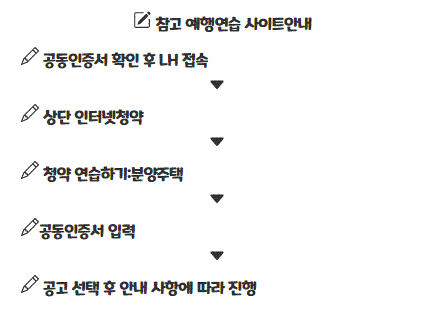 참고 예행연습 사이트안내
공동인증서 확인 후 LH 접속
상단 인터넷청약
청약 연습하기:분양주택
공동인증서 입력
공고 선택 후 안내 사항에 따라 진행